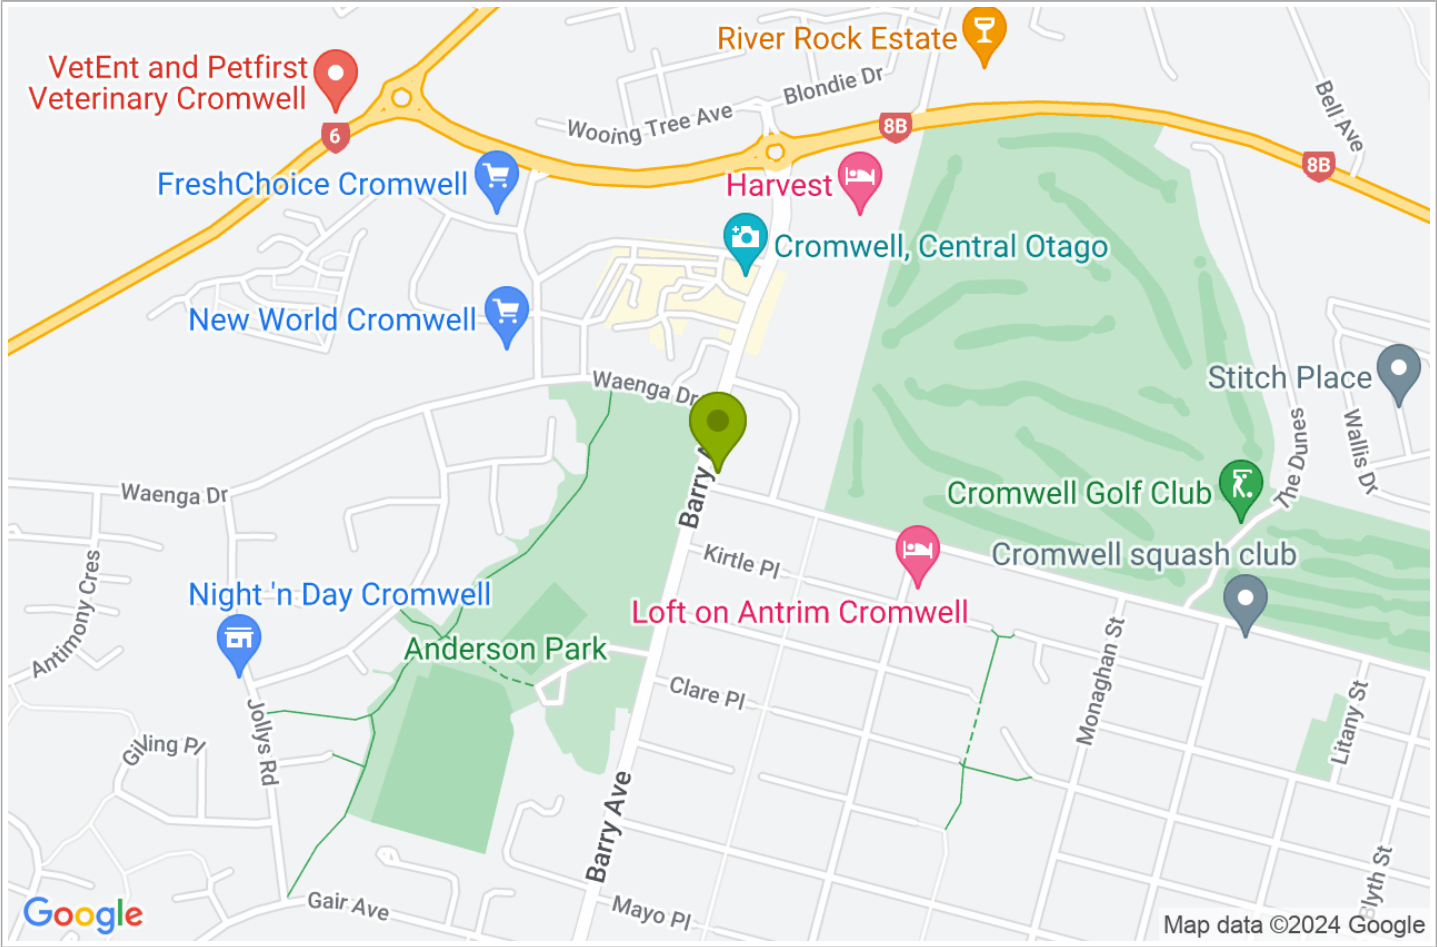 River Rock Estate
VetEnt and Petfirst
Veterinary Cromwell
Blondie Dr
Bell Ave
Wooing Tree Ave
6
8B
8B
FreshChoice Cromwell
Harvest
Cromwell, Central Otago
New World Cromwell
Waenga Dr
Stitch Place
Wallis Dr
The Dunes
Waenga Dr
Barry A
Cromwell Golf Club
Kirtle Pl
Cromwell squash club
Antimony Cres
Night 'n Day Cromwell
Loft on Antrim Cromwell
Anderson Park
Monaghan St
Clare Pl
Litany St
Jollys Rd
Gilling Pl
Barry Ave
Blyth St
Gair Ave
Mayo Pl
Google
Map data ©2024 Google